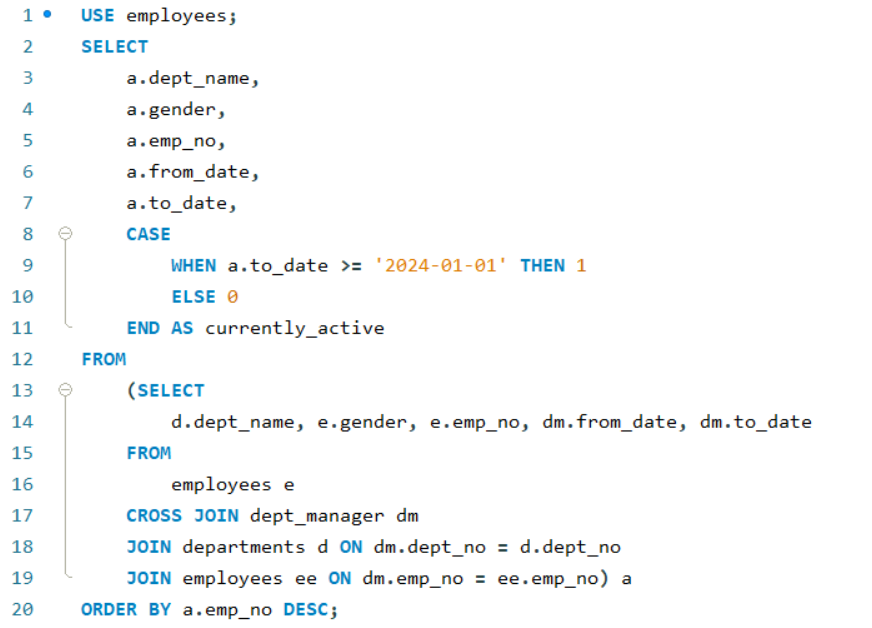 1 USE employees;
2 SELECT
3 a.dept_name,
4 a.gender,
5 a.emp_no,
6 a.from_date,
7 a.to_date,
8 CASE
9 WHEN a.to_date >= '2024-01-01' THEN 1
10 ELSE 0
11 END AS currently_active
12 FROM
13 (SELECT
14 d.dept_name, e.gender, e.emp_no, dm.from_date, dm.to_date
15 FROM
16 employees e
17 CROSS JOIN dept_manager dm
18 JOIN departments d ON dm.dept_no = d.dept_no
19 JOIN employees ee ON dm.emp_no = ee.emp_no) a
20 ORDER BY a.emp_no DESC;